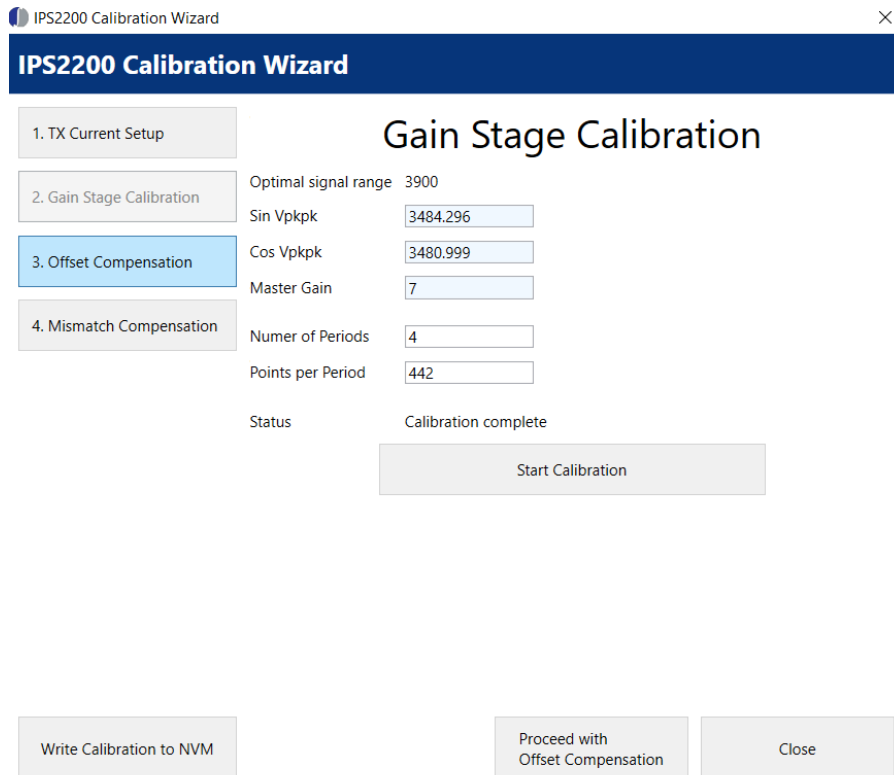 IPS2200 Calibration Wizard
IPS2200 Calibration Wizard
1. TX Current Setup
2. Gain Stage Calibration
3. Offset Compensation
4. Mismatch Compensation
Gain Stage Calibration
Optimal signal range 3900
Sin Vpkpk 3484.296
Cos Vpkpk 3480.999
Master Gain 7
Numer of Periods 4
Points per Period 442
Status Calibration complete
Start Calibration
Write Calibration to NVM
Proceed with
Offset Compensation
Close